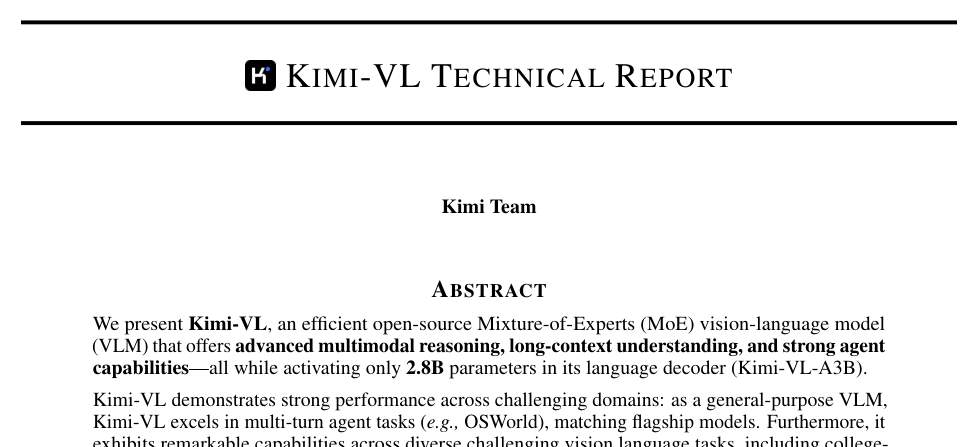 KIMI-VL TECHNICAL REPORT
Kimi Team
ABSTRACT
We present Kimi-VL, an efficient open-source Mixture-of-Experts (MoE) vision-language model
(VLM) that offers advanced multimodal reasoning, long-context understanding, and strong agent
capabilities—all while activating only 2.8B parameters in its language decoder (Kimi-VL-A3B).
Kimi-VL demonstrates strong performance across challenging domains: as a general-purpose VLM,
Kimi-VL excels in multi-turn agent tasks (e.g., OSWorld), matching flagship models. Furthermore, it
exhibits remarkable capabilities across diverse challenging vision language tasks, including college-